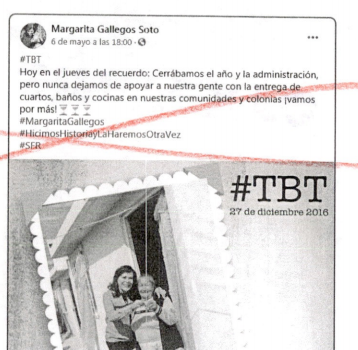 Margarita Gallegos Soto
6 de mayo a las 18:00 ·
#TBT
Hoy en el jueves del recuerdo: Cerrábamos el año y la administración,
pero nunca dejamos de apoyar a nuestra gente con la entrega de
cuartos, baños y cocinas en nuestras comunidades y colonias ¡vamos
por más!
#MargaritaGallegos
#HicimosHistoriayLaHaremosOtraVez
#SER
#TBT
27 de diciembre 2016